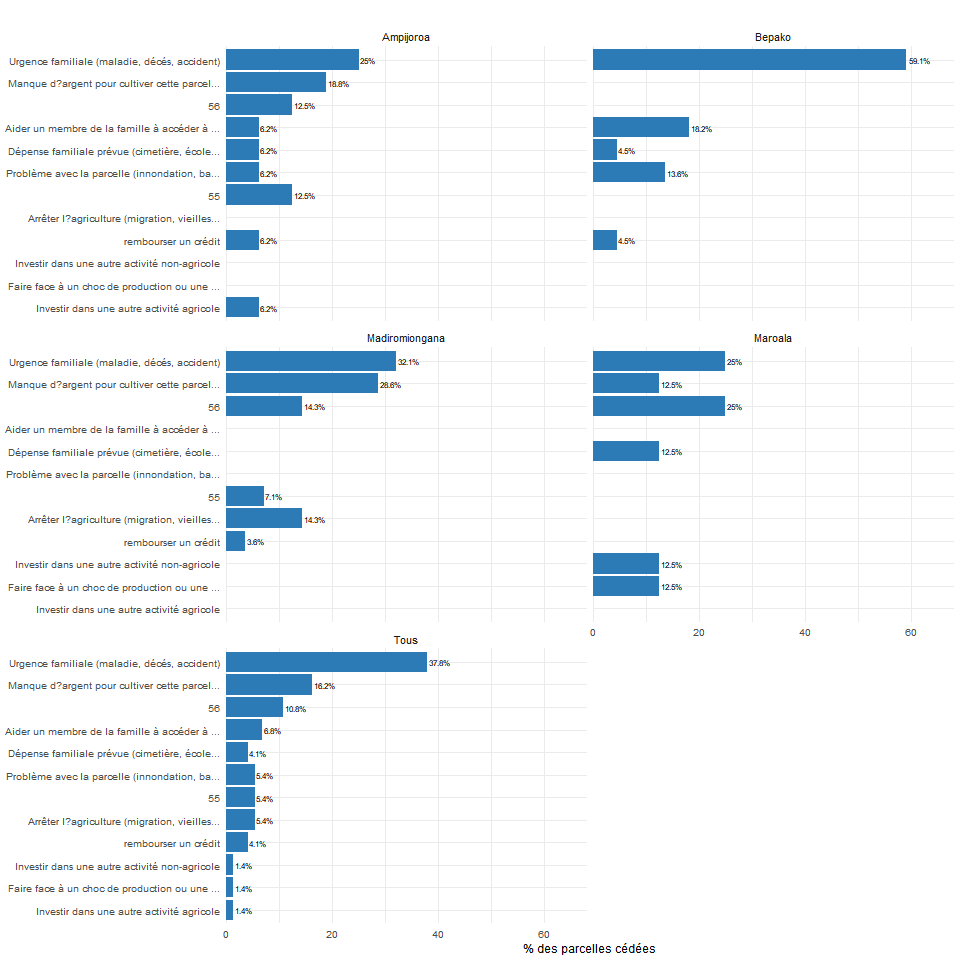 Ampijoroa
Bepako
Urgence familiale (maladie, décés, accident)
25%
59.1%
Manque d?argent pour cultiver cette parcel...
18.8%
56
12.5%
Aider un membre de la famille à accéder à ...
6.2%
18.2%
Dépense familiale prévue (cimetière, école...
6.2%
4.5%
Problème avec la parcelle (innondation, ba...
6.2%
13.6%
55
12.5%
Arrêter l?agriculture (migration, vieilles...
rembourser un crédit
6.2%
4.5%
Investir dans une autre activité non-agricole
Faire face à un choc de production ou une ...
Investir dans une autre activité agricole
6.2%
Madiromiongana
Maroala
Urgence familiale (maladie, décés, accident)
32.1%
25%
Manque d?argent pour cultiver cette parcel...
28.6%
12.5%
56
14.3%
25%
Aider un membre de la famille à accéder à ...
Dépense familiale prévue (cimetière, école...
12.5%
Problème avec la parcelle (innondation, ba...
55
7.1%
Arrêter l?agriculture (migration, vieilles...
14.3%
rembourser un crédit
3.6%
Investir dans une autre activité non-agricole
12.5%
Faire face à un choc de production ou une ...
12.5%
Investir dans une autre activité agricole
0 20 40 60
Tous
Urgence familiale (maladie, décés, accident)
37.8%
Manque d?argent pour cultiver cette parcel...
16.2%
56
10.8%
Aider un membre de la famille à accéder à ...
6.8%
Dépense familiale prévue (cimetière, école...
4.1%
Problème avec la parcelle (innondation, ba...
5.4%
55
5.4%
Arrêter l?agriculture (migration, vieilles...
5.4%
rembourser un crédit
4.1%
Investir dans une autre activité non-agricole
1.4%
Faire face à un choc de production ou une ...
1.4%
Investir dans une autre activité agricole
1.4%
0 20 40 60
% des parcelles cédées